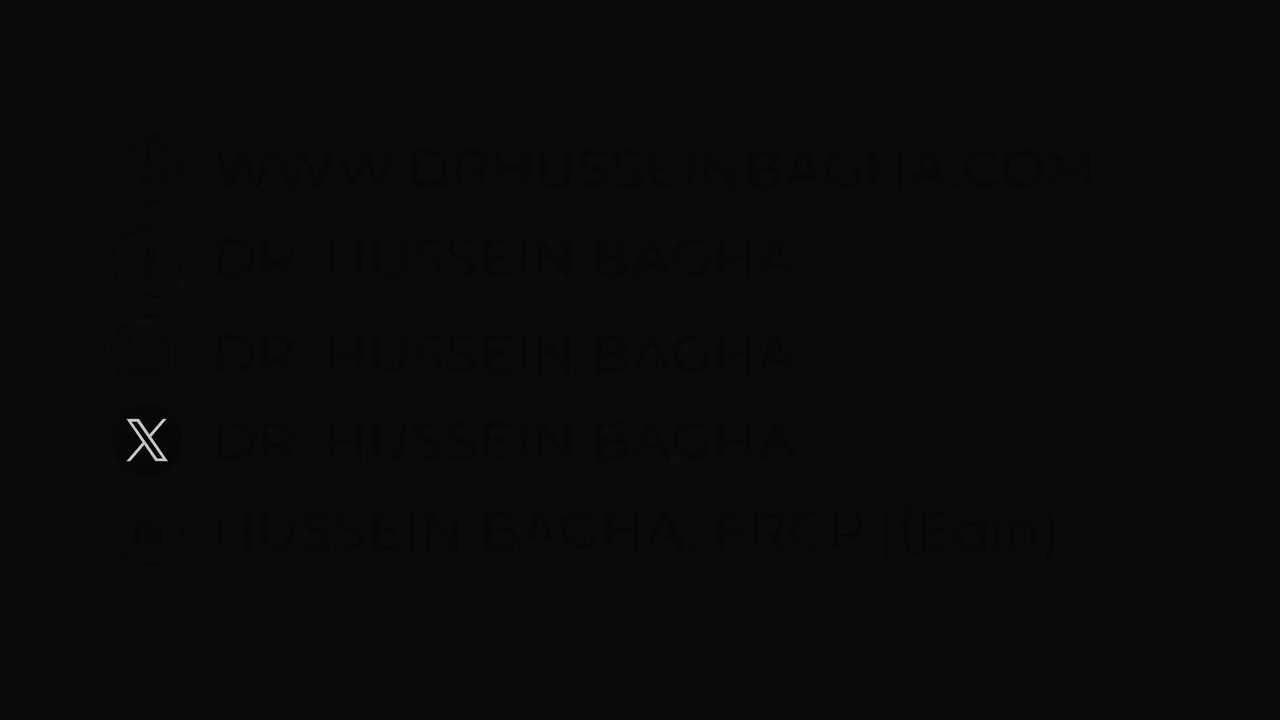 WWW.DRHUSSEINBAGHA.COM
DR. HUSSEIN BAGHA
DR. HUSSEIN BAGHA
DR. HUSSEIN BAGHA
HUSSEIN BAGHA. FRCP (Edin)